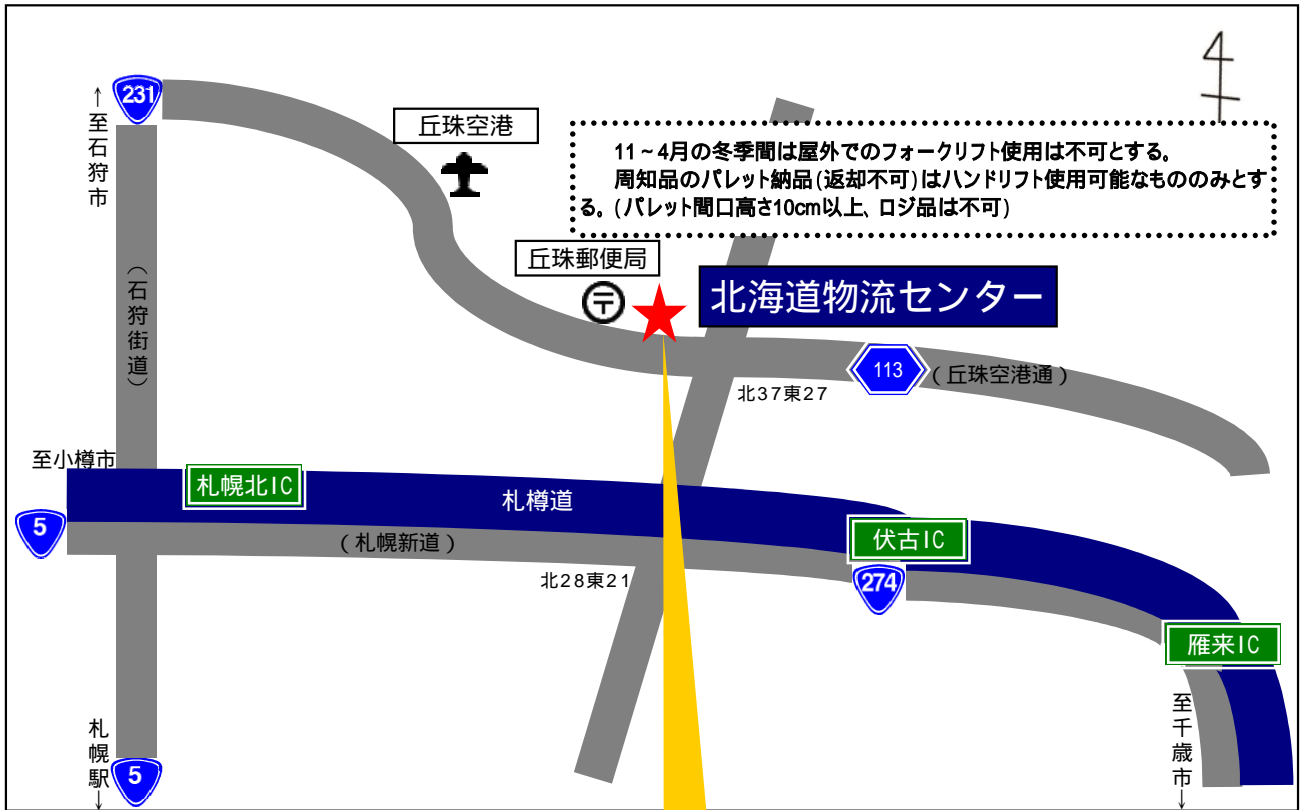 4
231
↑至石狩市
丘珠空港
11～4月の冬季間は屋外でのフォークリフト使用は不可とする。
周知品のパレット納品(返却不可)はハンドリフト使用可能なもののみとす
る。(パレット間口高さ10cm以上、ロジ品は不可)
丘珠郵便局
〒
北海道物流センター
（石狩街道）
113
（丘珠空港通）
北37東27
至小樽市
札幌北IC
札樽道
5
（札幌新道）
伏古IC
北28東21
274
雁来IC
至千歳市↓
札幌駅↓
5